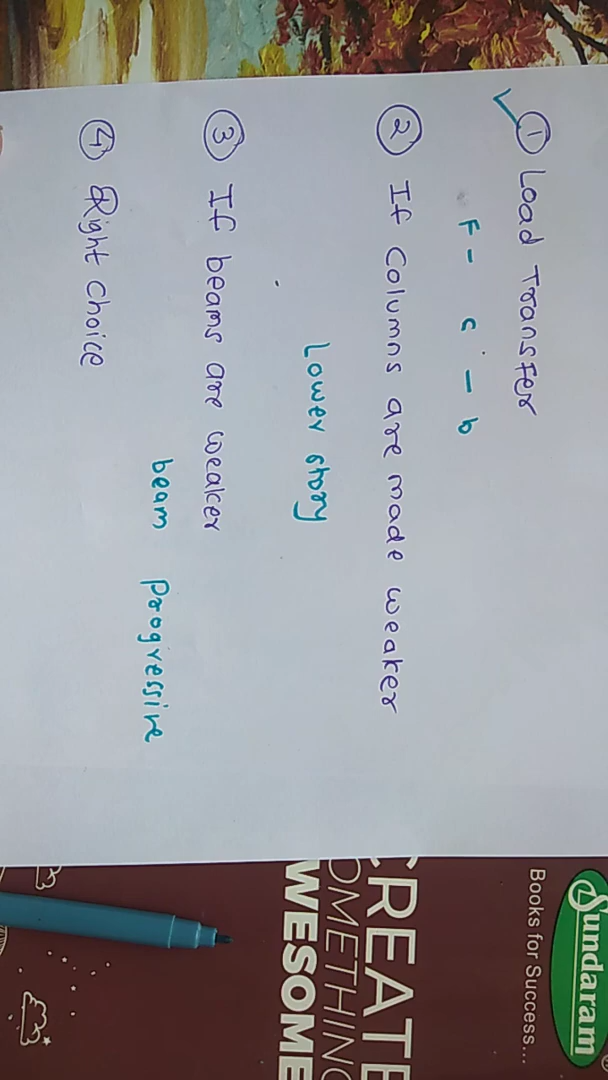 ① Load Transfer
F - c - b
② If Columns are made weaker
Lower story
③ If beams are weaker
beam progressive
④ Right choice
Sundaram
Books for Success...
CREATE
SOMETHING
AWESOME